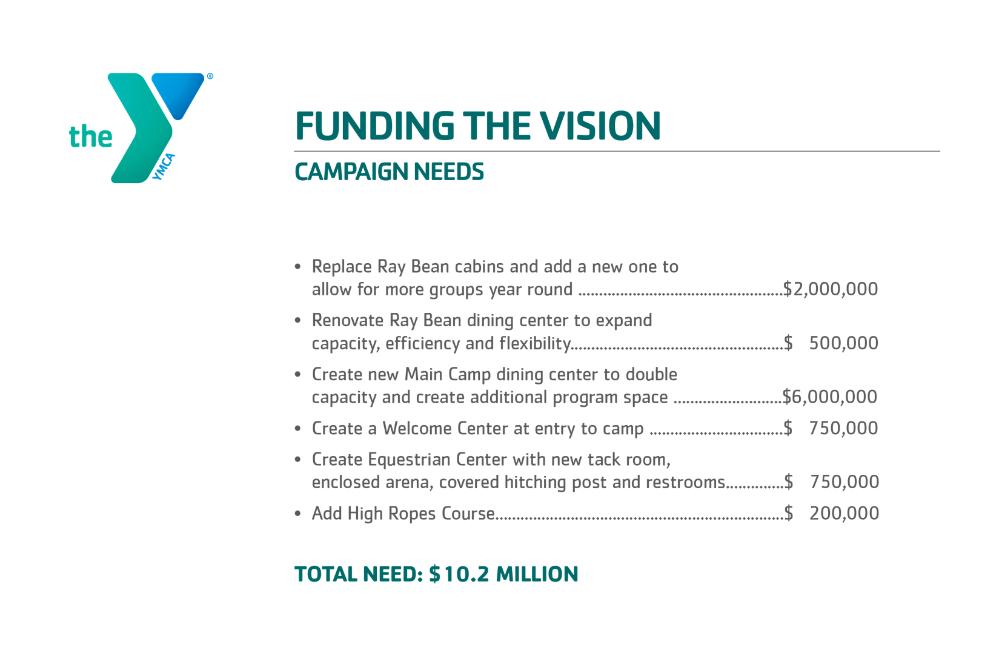 the
YMCA
®
FUNDING THE VISION
CAMPAIGN NEEDS
• Replace Ray Bean cabins and add a new one to
allow for more groups year round .................................................$2,000,000
• Renovate Ray Bean dining center to expand
capacity, efficiency and flexibility...................................................$ 500,000
• Create new Main Camp dining center to double
capacity and create additional program space ..........................$6,000,000
• Create a Welcome Center at entry to camp ................................$ 750,000
• Create Equestrian Center with new tack room,
enclosed arena, covered hitching post and restrooms..............$ 750,000
• Add High Ropes Course.....................................................................$ 200,000
TOTAL NEED: $10.2 MILLION